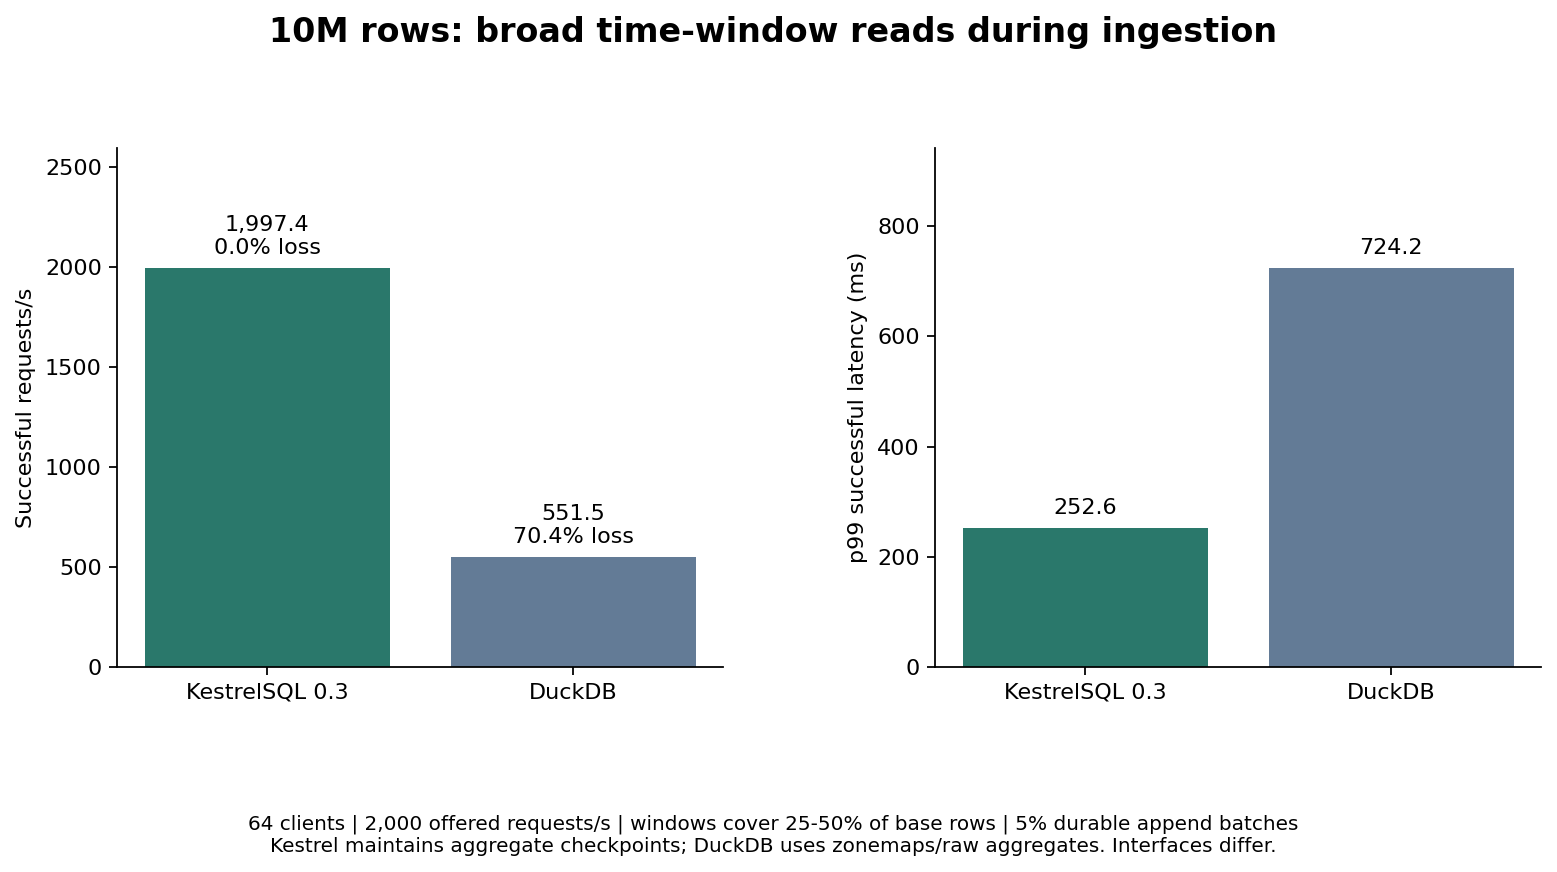 10M rows: broad time-window reads during ingestion
Successful requests/s
2500
2000
1500
1000
500
0
1,997.4
0.0% loss
551.5
70.4% loss
KestrelSQL 0.3
DuckDB
p99 successful latency (ms)
800
600
400
200
0
252.6
724.2
KestrelSQL 0.3
DuckDB
64 clients | 2,000 offered requests/s | windows cover 25-50% of base rows | 5% durable append batches
Kestrel maintains aggregate checkpoints; DuckDB uses zonemaps/raw aggregates. Interfaces differ.